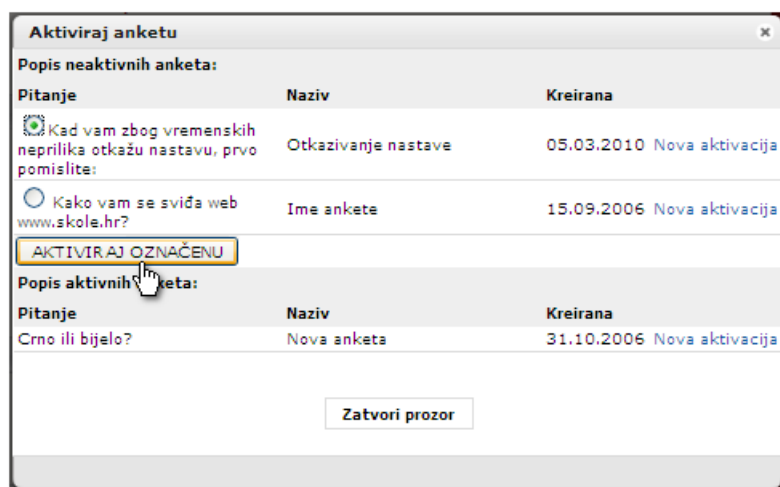 Aktiviraj anketu
Popis neaktivnih anketa:
Pitanje Naziv Kreirana
Kad vam zbog vremenskih
neprilika otkažu nastavu, prvo
pomislite:
Otkazivanje nastave 05.03.2010 Nova aktivacija
Kako vam se sviđa web
www.skole.hr?
Ime ankete 15.09.2006 Nova aktivacija
AKTIVIRAJ OZNAČENU
Popis aktivnih
Pitanje Naziv Kreirana
Crno ili bijelo? Nova anketa 31.10.2006 Nova aktivacija
Zatvori prozor